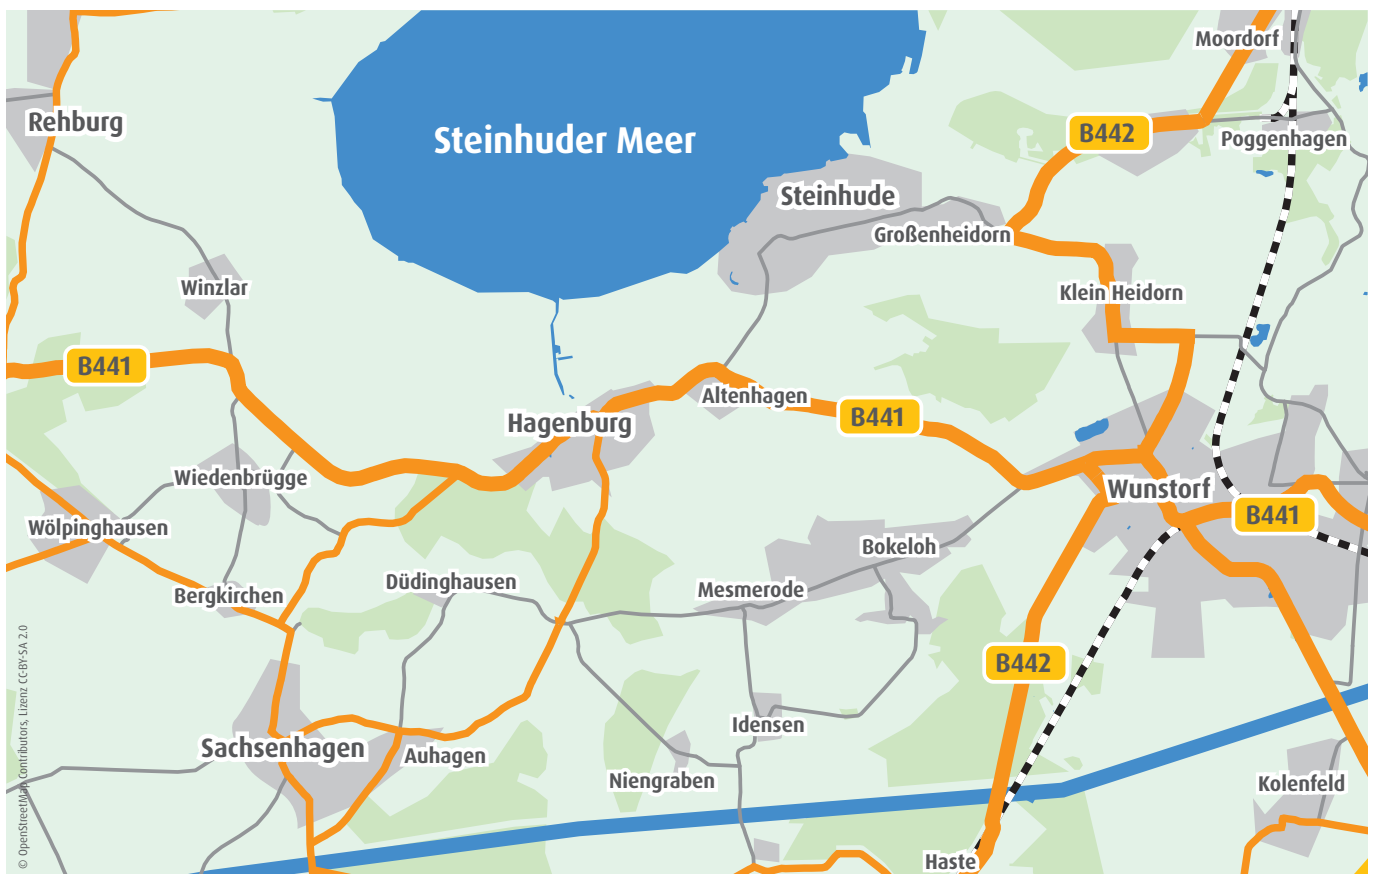 Moordorf
Rehburg
Steinhuder Meer
B442
Poggenhagen
Steinhude
Großenheidorn
Winzlar
Klein Heidorn
B441
Altenhagen
B441
Hagenburg
Wiedenbrügge
Wunstorf
B441
Wölpinghausen
Bokeloh
Düdinghausen
Mesmerode
Bergkirchen
B442
Idensen
Sachsenhagen
Auhagen
Niengraben
Kolenfeld
Haste
© OpenStreetMap Contributors, Lizenz CC-BY-SA 2.0